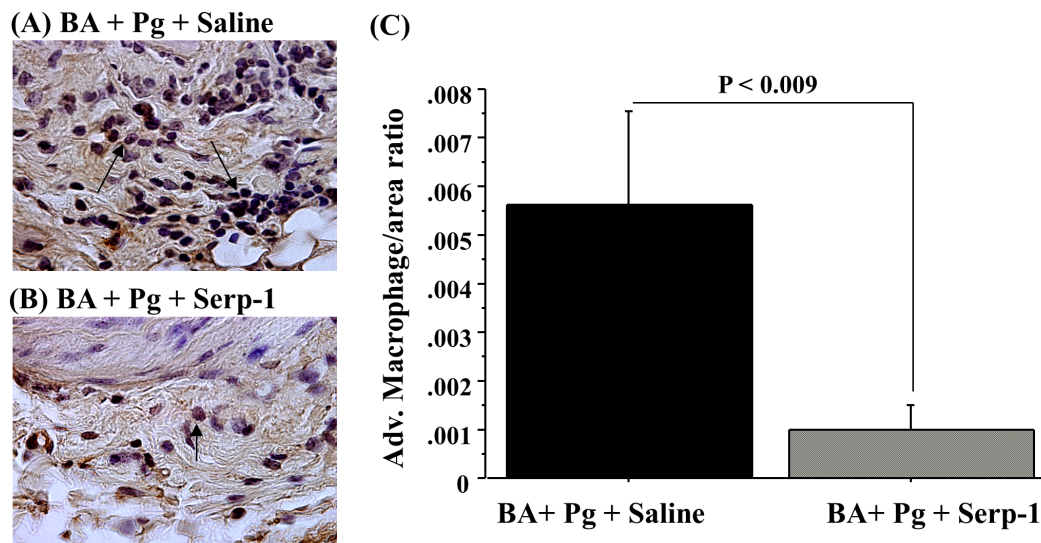 (A) BA + Pg + Saline
(B) BA + Pg + Serp-1
(C)
P < 0.009
Adv. Macrophage/area ratio
.008
.007
.006
.005
.004
.003
.002
.001
0
BA+ Pg + Saline
BA+ Pg + Serp-1